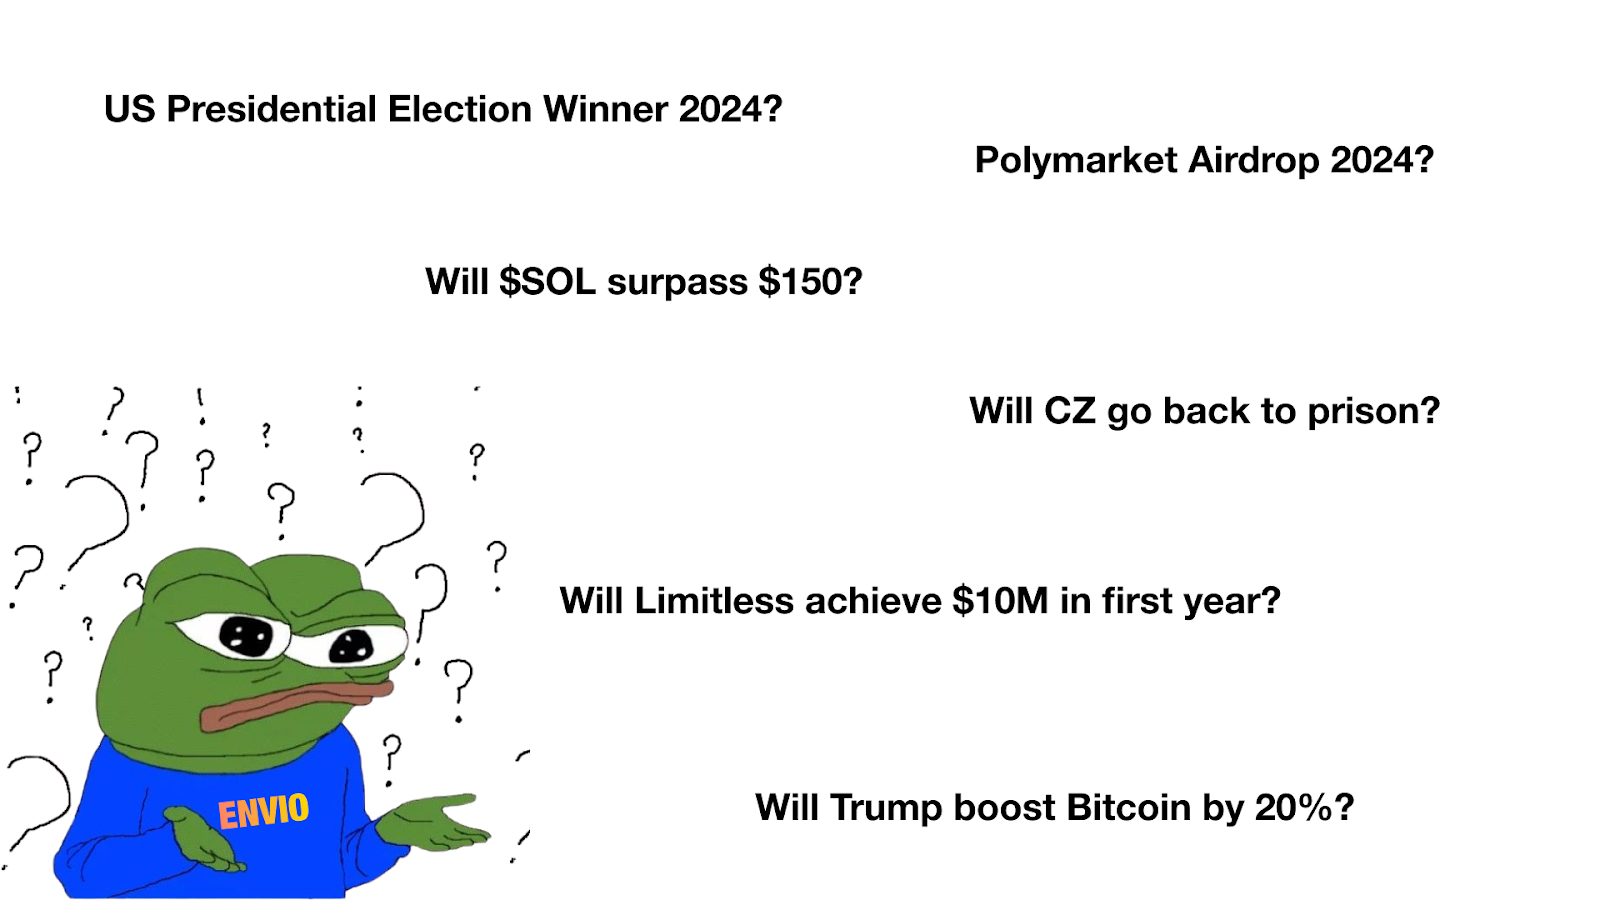 US Presidential Election Winner 2024?
Polymarket Airdrop 2024?
Will $SOL surpass $150?
Will CZ go back to prison?
Will Limitless achieve $10M in first year?
ENVIO
Will Trump boost Bitcoin by 20%?